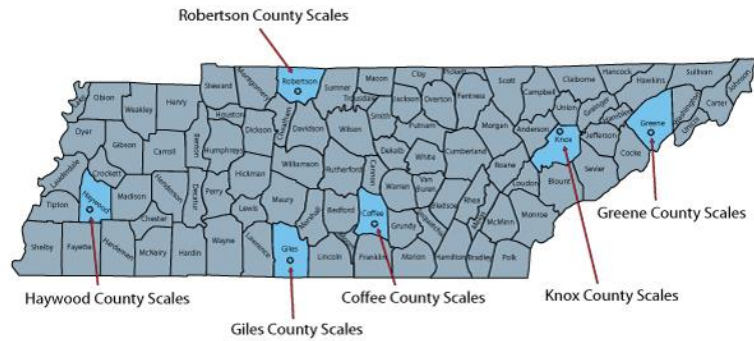 Robertson County Scales
Lake Obion Weakley Henry Stewart Montgomery Robertson Sumner Macon Clay Pickett Scott Campbell Claiborne Hancock Hawkins Sullivan Johnson
Dyer Gibson Carroll Benton Houston Humphreys Dickson Cheatham Davidson Wilson Trousdale Smith Jackson Overton Putnam Fentress Morgan Anderson Union Grainger Hamblen Greene Washington Unicoi Carter
Lauderdale Crockett Haywood Madison Henderson Decatur Perry Hickman Williamson Rutherford Cannon Dekalb White Cumberland Roane Knox Jefferson Cocke Sevier
Tipton Chester Lewis Maury Marshall Bedford Coffee Warren Van Buren Bledsoe Rhea Meigs Loudon Blount Monroe McMinn
Shelby Fayette Hardeman McNairy Hardin Wayne Lawrence Giles Lincoln Franklin Grundy Sequatchie Marion Hamilton Bradley Polk
Greene County Scales
Haywood County Scales
Giles County Scales
Coffee County Scales
Knox County Scales